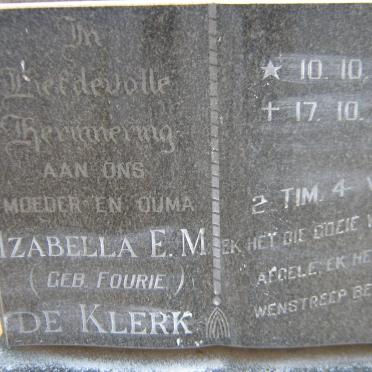 In
Liefdevolle
Herinnering
AAN ONS
MOEDER EN OUMA
IZABELLA E.M.
(GEB. FOURIE)
DE KLERK
★ 10.10.
✝ 17.10.
2 TIM. 4
EK HET DIE GOEIE
EK HE
WENSTREEP BE